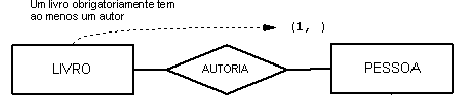 Um livro obrigatoriamente tem
ao menos um autor
(1, )
LIVRO
AUTORIA
PESSOA